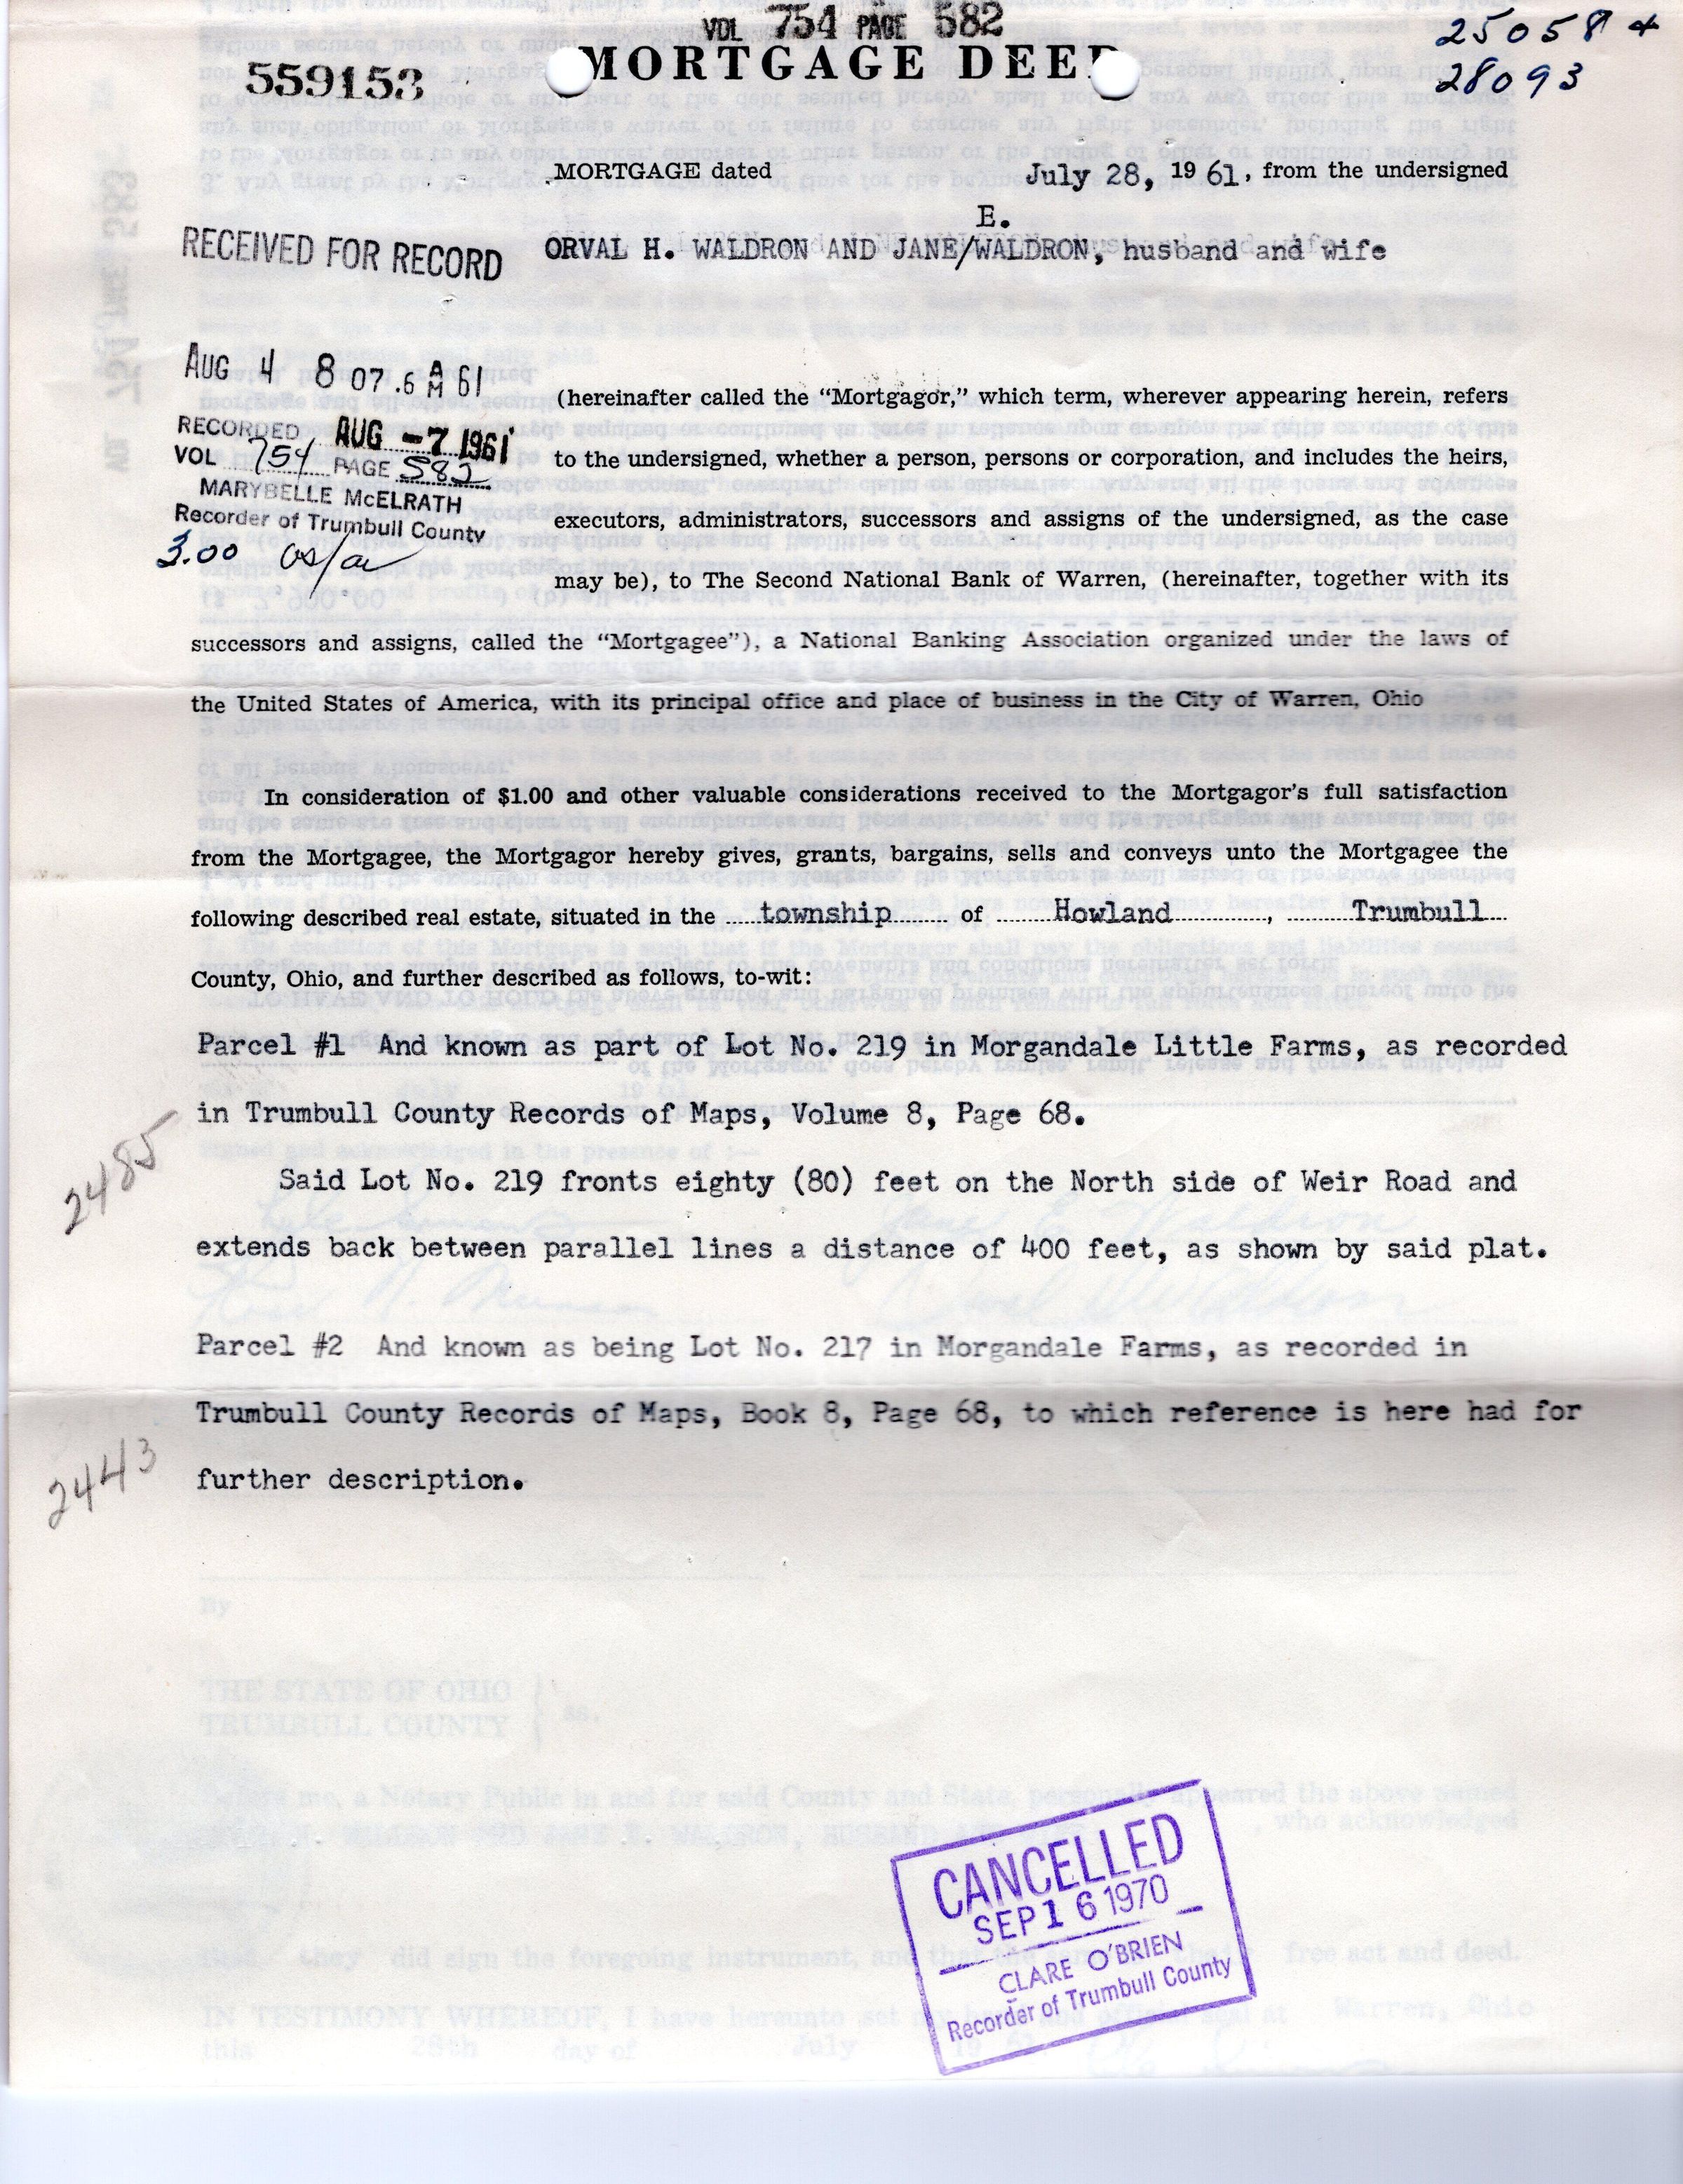 VOL 754 PAGE 582
25058 +
28093
559153
MORTGAGE DEED
MORTGAGE dated July 28, 1961, from the undersigned
E.
RECEIVED FOR RECORD
ORVAL H. WALDRON AND JANE/WALDRON, husband and wife
AUG 4 8 07.6 AM 61
RECORDED AUG -7 1961
VOL 754 PAGE 582
MARYBELLE McELRATH
Recorder of Trumbull County
3.00
(hereinafter called the “Mortgagor,” which term, wherever appearing herein, refers
to the undersigned, whether a person, persons or corporation, and includes the heirs,
executors, administrators, successors and assigns of the undersigned, as the case
may be), to The Second National Bank of Warren, (hereinafter, together with its
successors and assigns, called the “Mortgagee”), a National Banking Association organized under the laws of
the United States of America, with its principal office and place of business in the City of Warren, Ohio
In consideration of $1.00 and other valuable considerations received to the Mortgagor's full satisfaction
from the Mortgagee, the Mortgagor hereby gives, grants, bargains, sells and conveys unto the Mortgagee the
following described real estate, situated in the township of Howland, Trumbull
County, Ohio, and further described as follows, to-wit:
Parcel #1 And known as part of Lot No. 219 in Morgandale Little Farms, as recorded
in Trumbull County Records of Maps, Volume 8, Page 68.
2485
Said Lot No. 219 fronts eighty (80) feet on the North side of Weir Road and
extends back between parallel lines a distance of 400 feet, as shown by said plat.
Parcel #2 And known as being Lot No. 217 in Morgandale Farms, as recorded in
Trumbull County Records of Maps, Book 8, Page 68, to which reference is here had for
2443
further description.
CANCELLED
SEP 16 1970
CLARE O'BRIEN
Recorder of Trumbull County